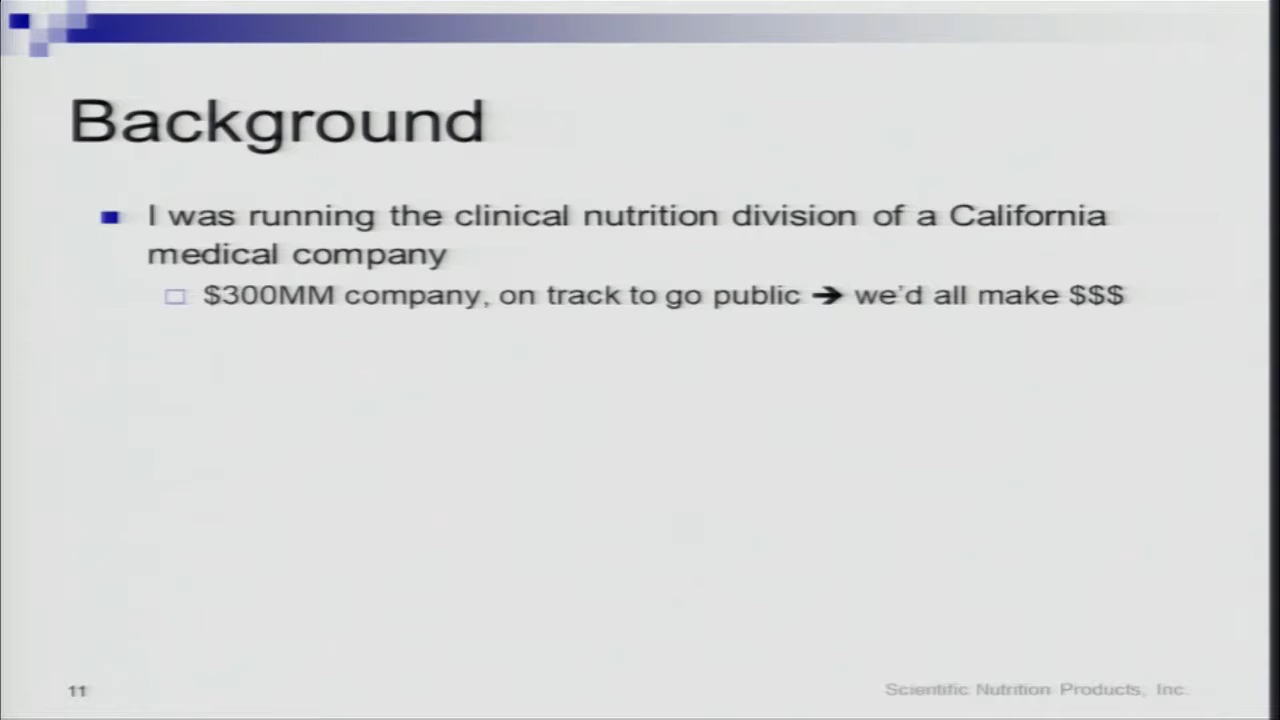 Background
I was running the clinical nutrition division of a California
medical company
$300MM company, on track to go public ➔ we'd all make $$$
11
Scientific Nutrition Products, Inc.